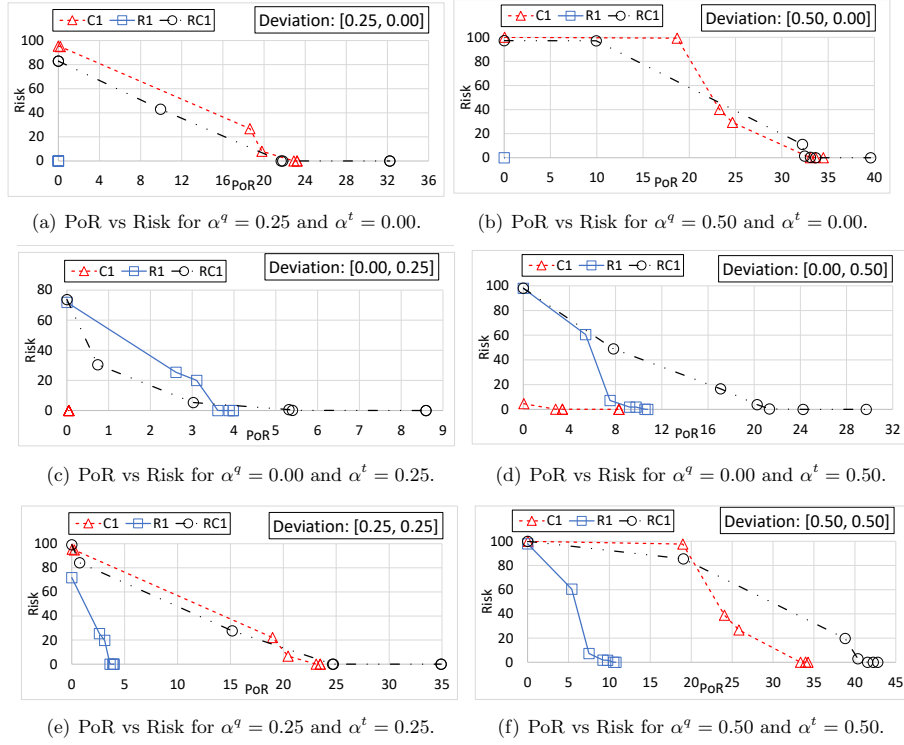 C1 R1 RC1
Deviation: [0.25, 0.00]
100
80
60
40
20
0
Risk
0 4 8 12 16 20 24 28 32 36
PoR
(a) PoR vs Risk for α^q = 0.25 and α^t = 0.00.
C1 R1 RC1
Deviation: [0.50, 0.00]
100
80
60
40
20
0
Risk
0 5 10 15 20 25 30 35 40
PoR
(b) PoR vs Risk for α^q = 0.50 and α^t = 0.00.
C1 R1 RC1
Deviation: [0.00, 0.25]
80
60
40
20
0
Risk
0 1 2 3 4 5 6 7 8 9
PoR
(c) PoR vs Risk for α^q = 0.00 and α^t = 0.25.
C1 R1 RC1
Deviation: [0.00, 0.50]
100
80
60
40
20
0
Risk
0 4 8 12 16 20 24 28 32
PoR
(d) PoR vs Risk for α^q = 0.00 and α^t = 0.50.
C1 R1 RC1
Deviation: [0.25, 0.25]
100
80
60
40
20
0
Risk
0 5 10 15 20 25 30 35
PoR
(e) PoR vs Risk for α^q = 0.25 and α^t = 0.25.
C1 R1 RC1
Deviation: [0.50, 0.50]
100
80
60
40
20
0
Risk
0 5 10 15 20 25 30 35 40 45
PoR
(f) PoR vs Risk for α^q = 0.50 and α^t = 0.50.